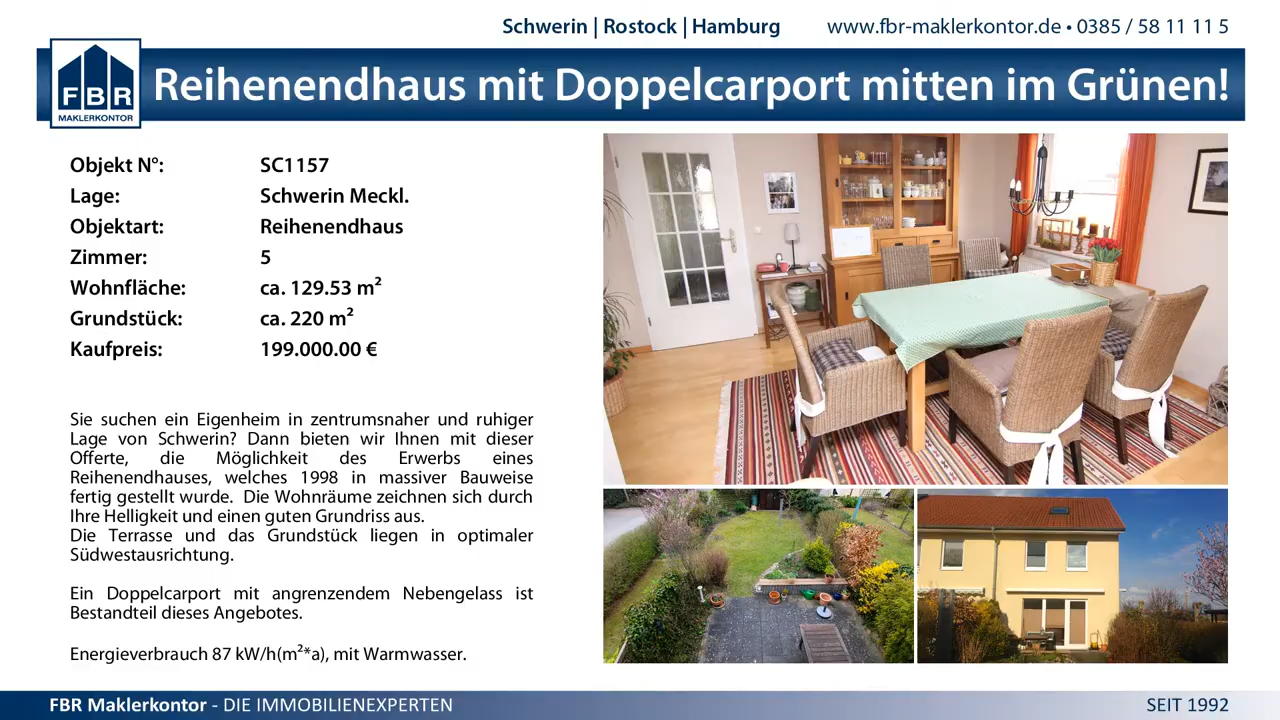 Schwerin | Rostock | Hamburg www.fbr-maklerkontor.de • 0385 / 58 11 11 5
FBR
MAKLERKONTOR
Reihenendhaus mit Doppelcarport mitten im Grünen!
Objekt N°: SC1157
Lage: Schwerin Meckl.
Objektart: Reihenendhaus
Zimmer: 5
Wohnfläche: ca. 129.53 m²
Grundstück: ca. 220 m²
Kaufpreis: 199.000.00 €
Sie suchen ein Eigenheim in zentrumsnaher und ruhiger
Lage von Schwerin? Dann bieten wir Ihnen mit dieser
Offerte, die Möglichkeit des Erwerbs eines
Reihenendhauses, welches 1998 in massiver Bauweise
fertig gestellt wurde. Die Wohnräume zeichnen sich durch
Ihre Helligkeit und einen guten Grundriss aus.
Die Terrasse und das Grundstück liegen in optimaler
Südwestausrichtung.
Ein Doppelcarport mit angrenzendem Nebengelass ist
Bestandteil dieses Angebotes.
Energieverbrauch 87 kW/h(m²*a), mit Warmwasser.
FBR Maklerkontor - DIE IMMOBILIENEXPERTEN SEIT 1992